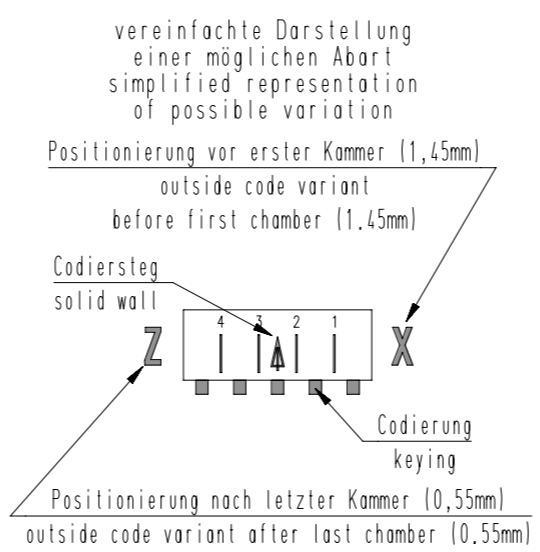 vereinfachte Darstellung
einer möglichen Abart
simplified representation
of possible variation
Positionierung vor erster Kammer (1,45mm)
outside code variant
before first chamber (1,45mm)
Codiersteg
solid wall
4 3 2 1
Z X
Codierung
keying
Positionierung nach letzter Kammer (0,55mm)
outside code variant after last chamber (0,55mm)